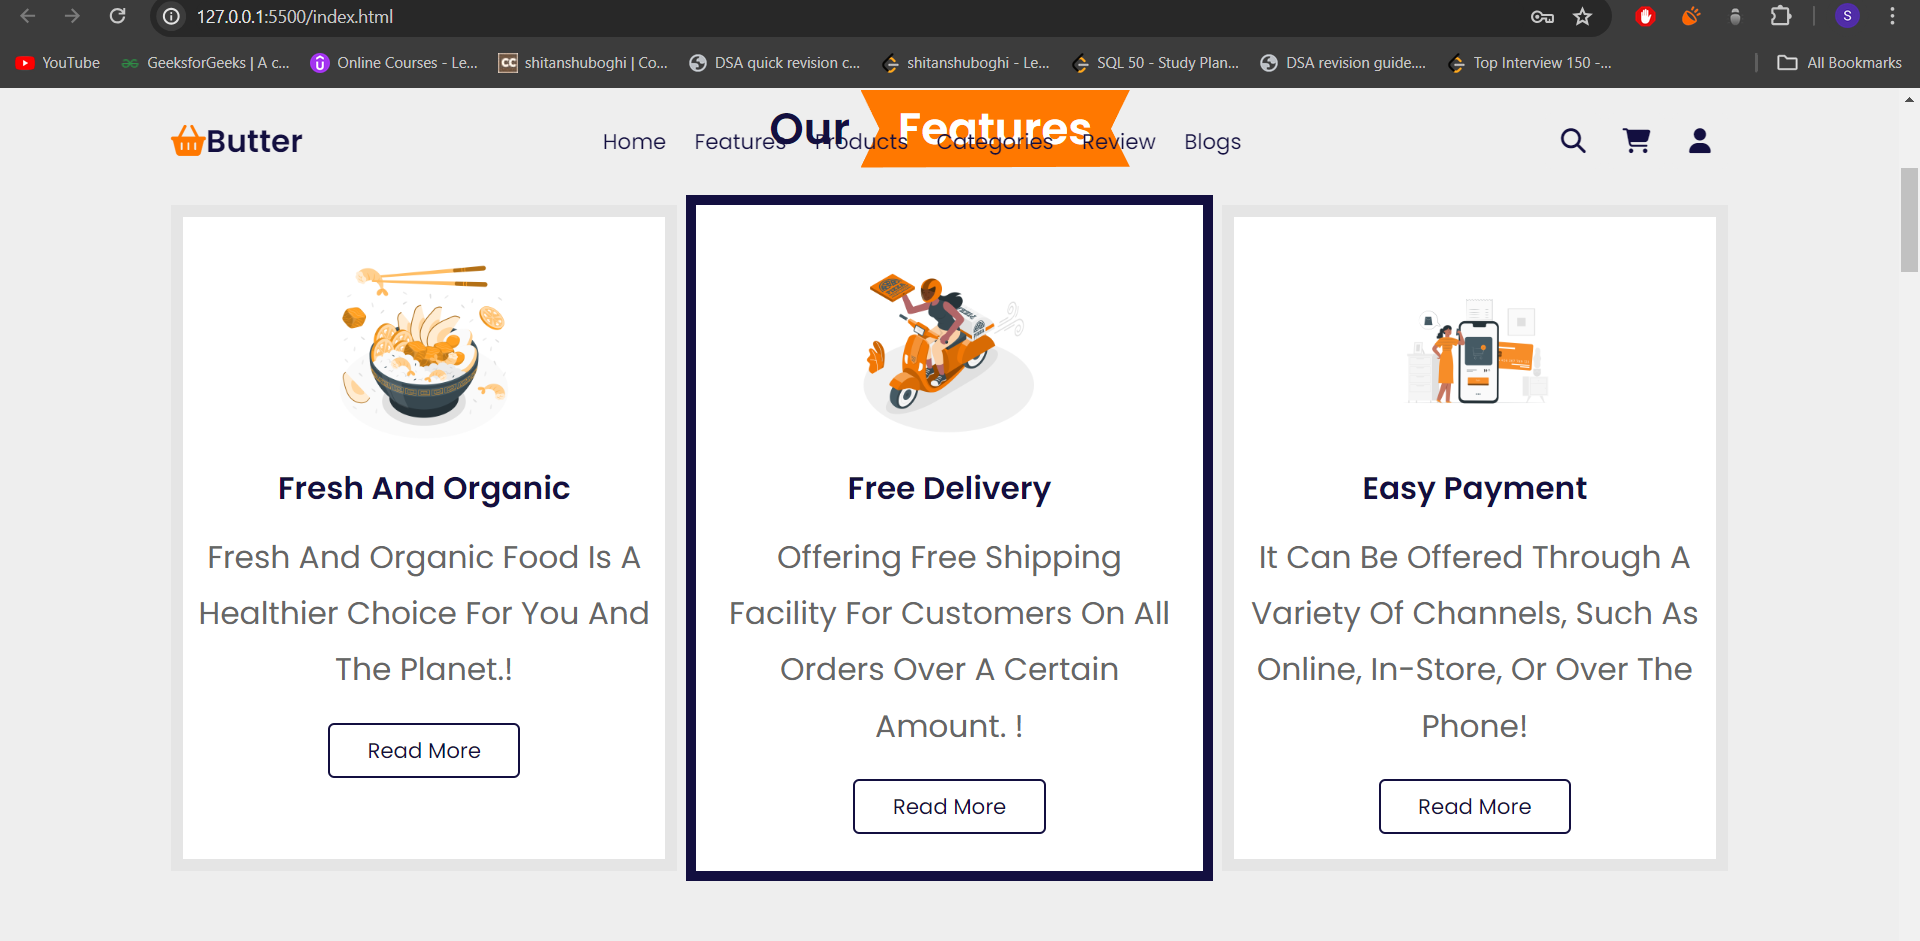 127.0.0.1:5500/index.html
YouTube
GeeksforGeeks | A c...
Online Courses - Le...
shitanshuboghi | Co...
DSA quick revision c...
shitanshuboghi - Le...
SQL 50 - Study Plan...
DSA revision guide....
Top Interview 150 -...
All Bookmarks
S
CC
Our Features
Butter
Home
Features
Products
Categories
Review
Blogs
Fresh And Organic
Fresh And Organic Food Is A
Healthier Choice For You And
The Planet.!
Read More
Free Delivery
Offering Free Shipping
Facility For Customers On All
Orders Over A Certain
Amount. !
Read More
Easy Payment
It Can Be Offered Through A
Variety Of Channels, Such As
Online, In-Store, Or Over The
Phone!
Read More